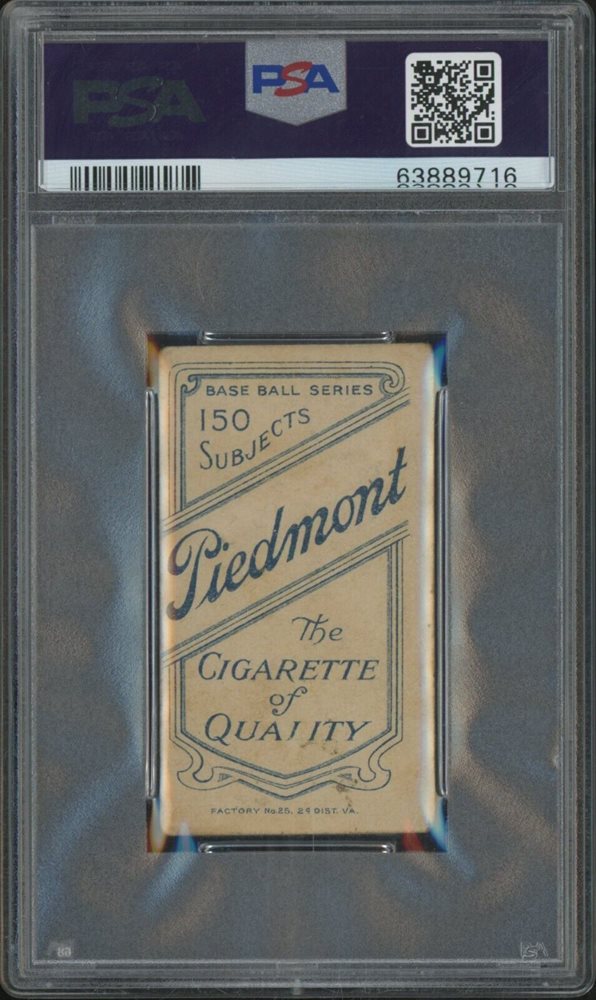 PSA
PSA
63889716
BASE BALL SERIES
150
SUBJECTS
Piedmont
The
CIGARETTE
of
QUALITY
FACTORY No. 25, 2d DIST. VA.
PSA